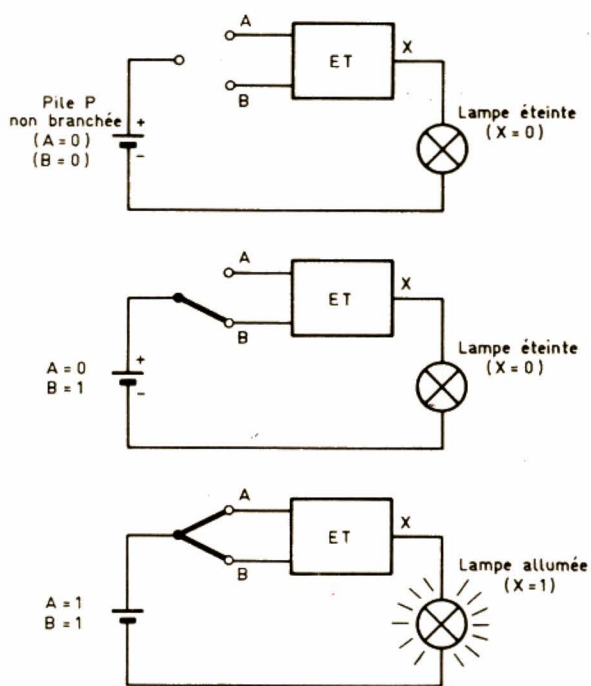 A
X
ET
B
Pile P
non branchée
(A=0)
(B=0)
+
−
Lampe éteinte
(X=0)
A
X
ET
B
A=0
B=1
+
−
Lampe éteinte
(X=0)
A
X
ET
B
A=1
B=1
Lampe allumée
(X=1)